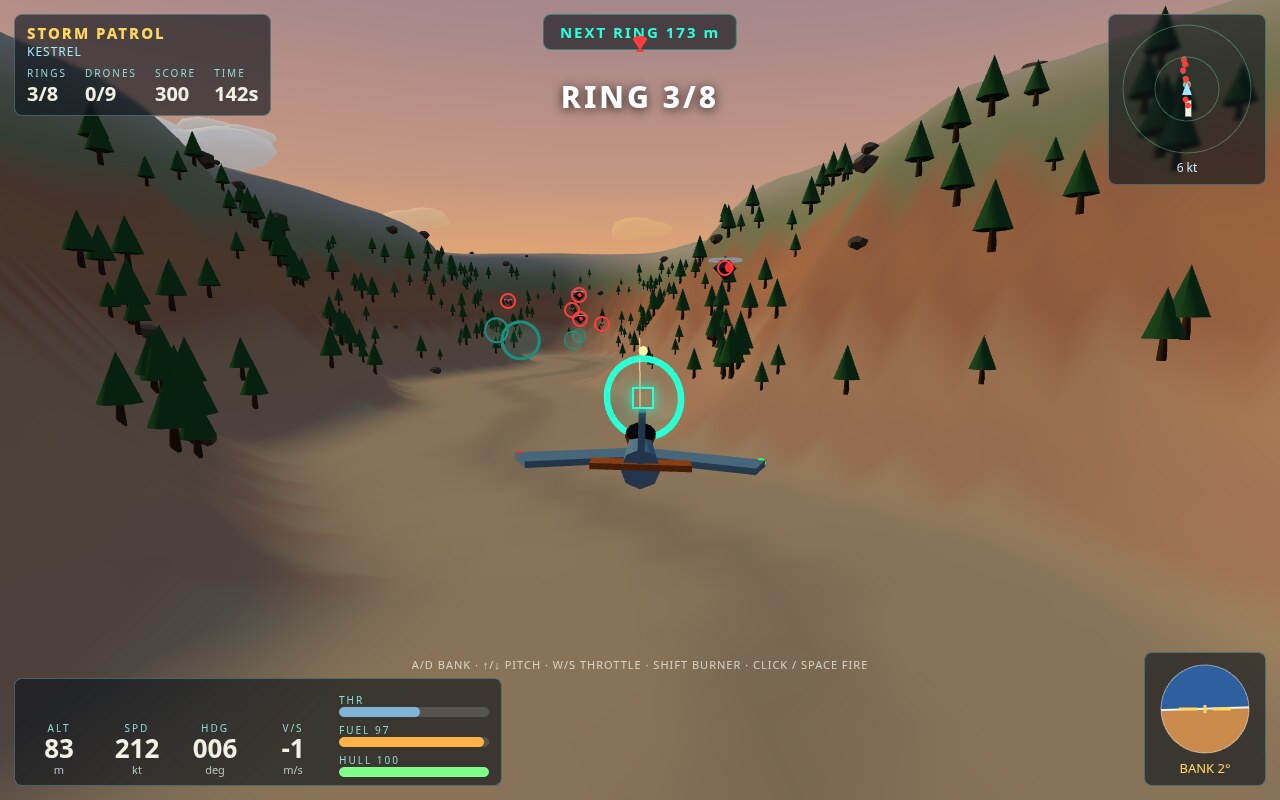 STORM PATROL
KESTREL
RINGS DRONES SCORE TIME
3/8 0/9 300 142s
NEXT RING 173 m
RING 3/8
6 kt
A/D BANK · ↑/↓ PITCH · W/S THROTTLE · SHIFT BURNER · CLICK / SPACE FIRE
ALT SPD HDG V/S
83 212 006 -1
m kt deg m/s
THR
FUEL 97
HULL 100
BANK 2°